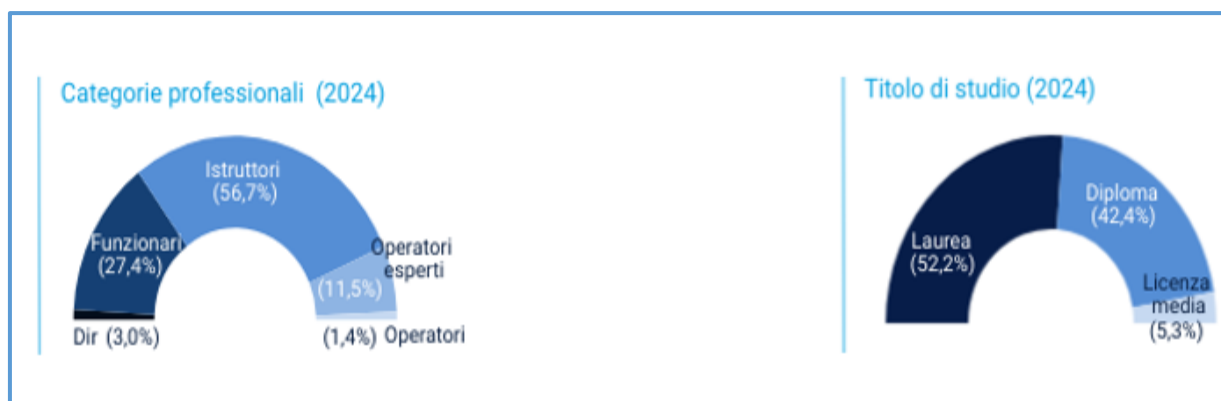 Categorie professionali (2024)
Istruttori
(56,7%)
Funzionari
(27,4%)
Operatori
esperti
(11,5%)
Dir (3,0%)
(1,4%) Operatori
Titolo di studio (2024)
Diploma
(42,4%)
Laurea
(52,2%)
Licenza
media
(5,3%)